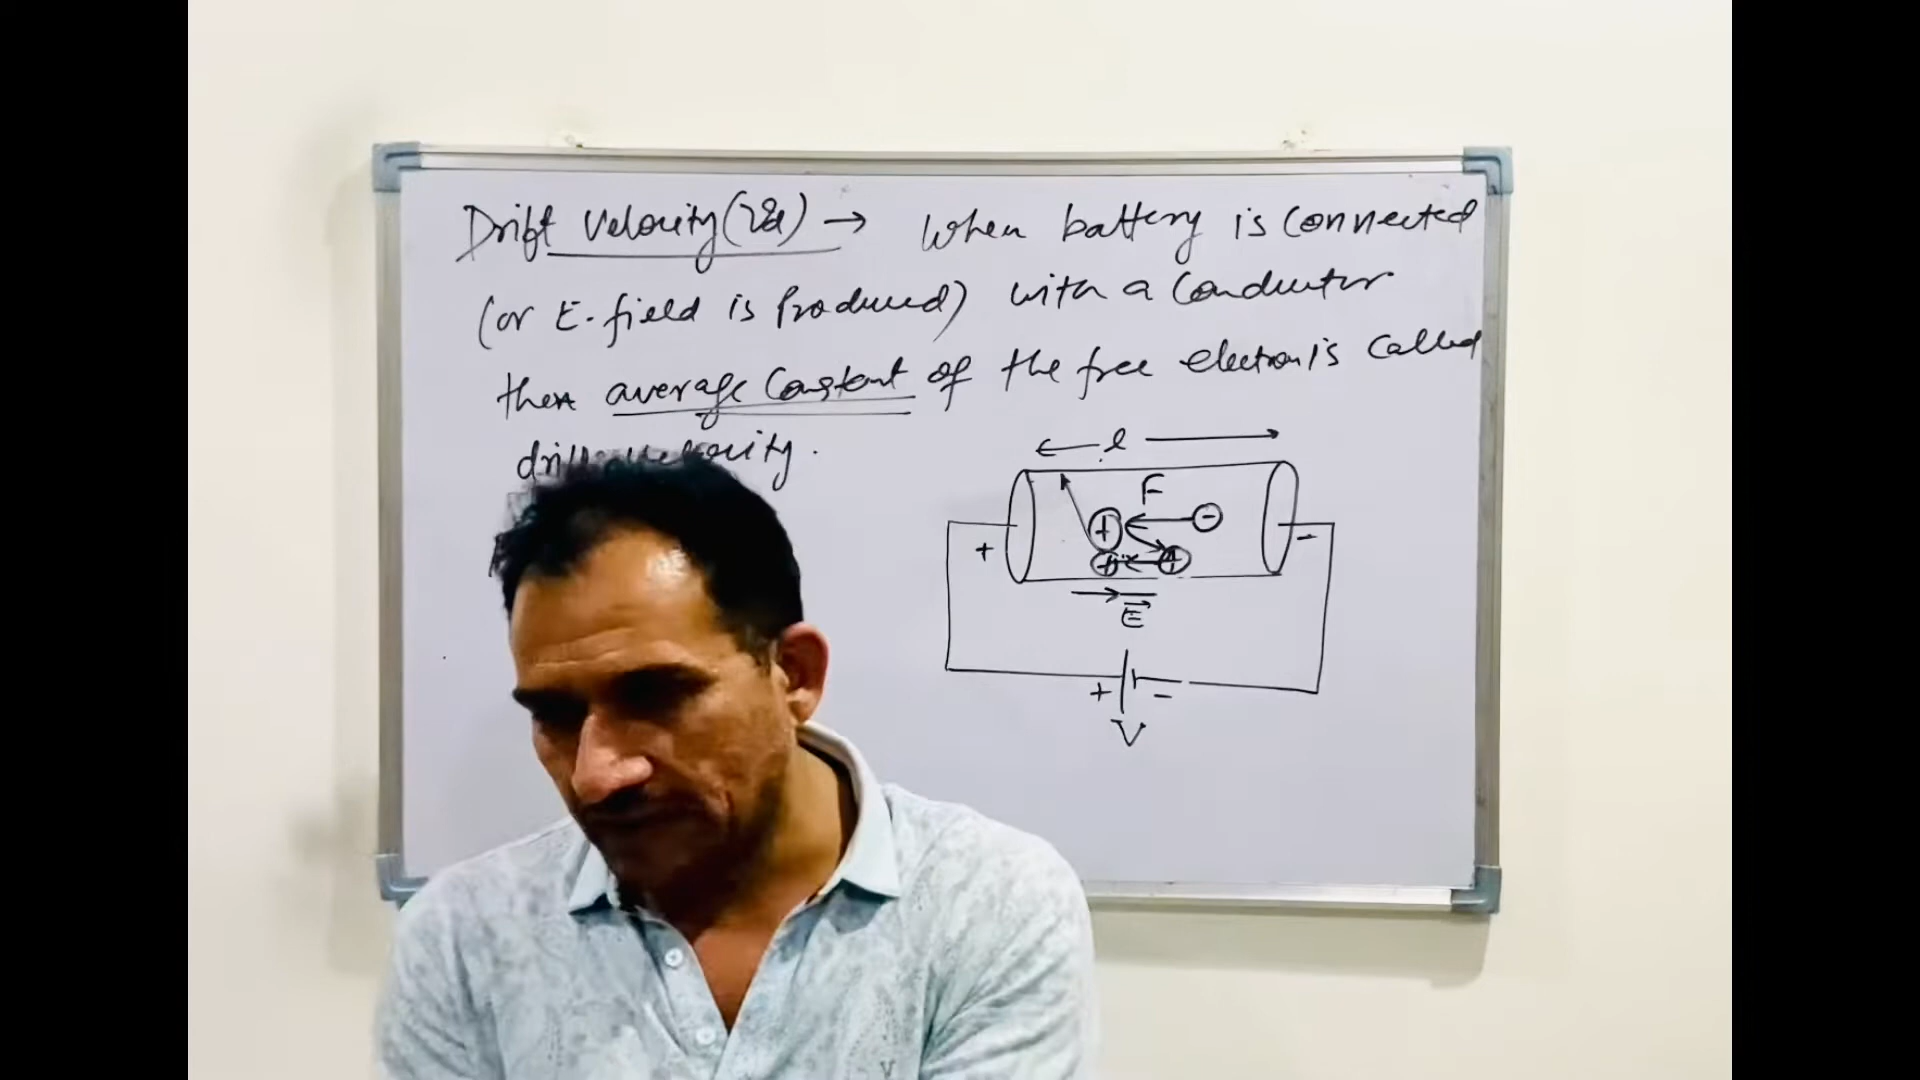 Drift Velocity (vd) → When battery is connected
(or E. field is produced) with a conductor
then average constant of the free electron is called
drift velocity.
l
F
+ -
+ + + -
E
+ -
V